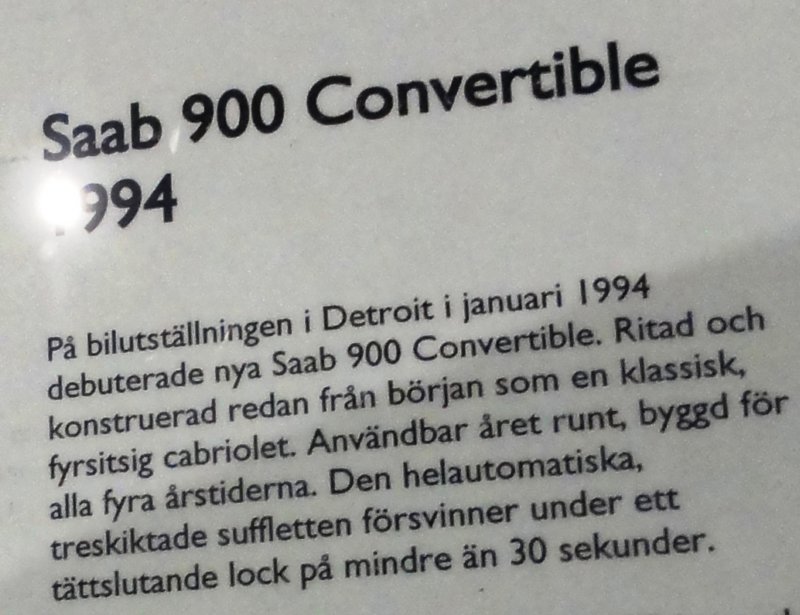 Saab 900 Convertible
1994
På bilutställningen i Detroit i januari 1994
debuterade nya Saab 900 Convertible. Ritad och
konstruerad redan från början som en klassisk,
fyrsitsig cabriolet. Användbar året runt, byggd för
alla fyra årstiderna. Den helautomatiska,
treskiktade suffletten försvinner under ett
tättslutande lock på mindre än 30 sekunder.